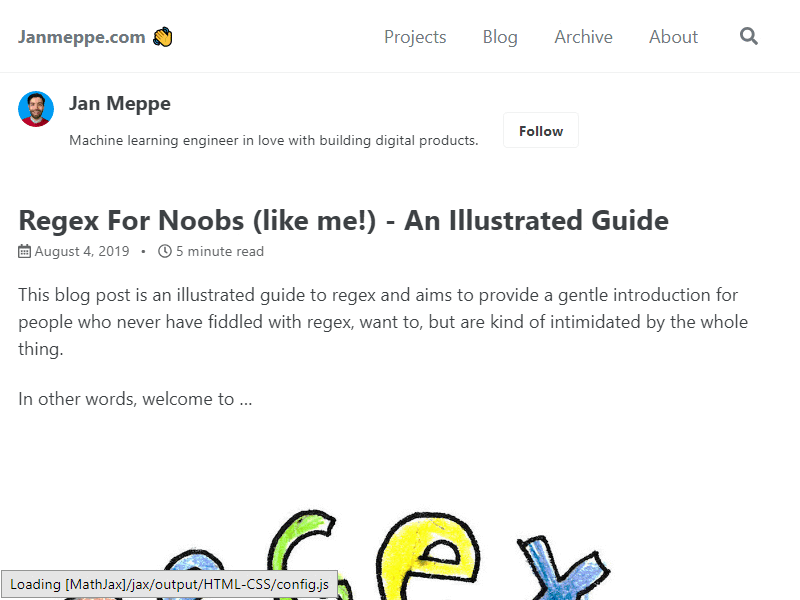 Janmeppe.com 👋 Projects Blog Archive About
Jan Meppe
Machine learning engineer in love with building digital products.
Follow
Regex For Noobs (like me!) - An Illustrated Guide
August 4, 2019 • 5 minute read
This blog post is an illustrated guide to regex and aims to provide a gentle introduction for
people who never have fiddled with regex, want to, but are kind of intimidated by the whole
thing.
In other words, welcome to ...
Loading [MathJax]/jax/output/HTML-CSS/config.js